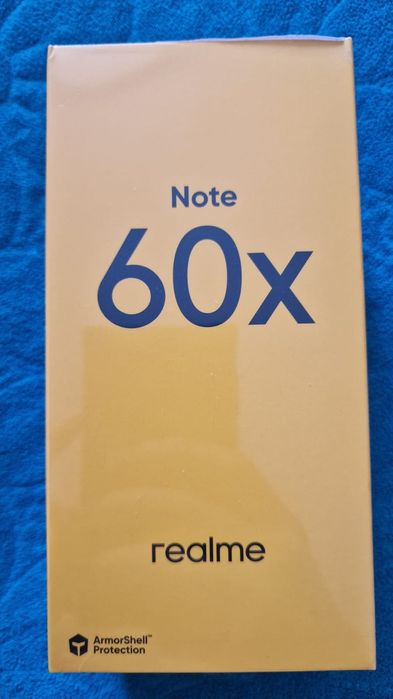 Note
60x
realme
ArmorShell™
Protection